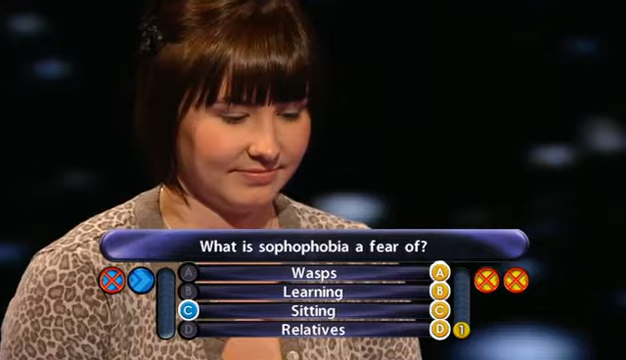 What is sophophobia a fear of?
A Wasps A
B Learning B
C Sitting C
D Relatives D 1